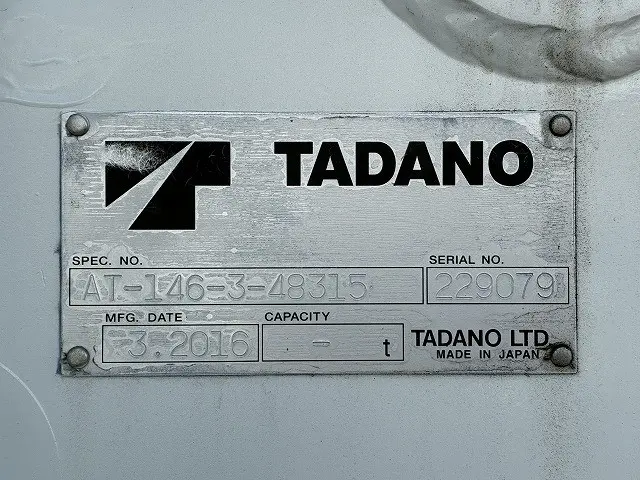 TADANO
SPEC. NO. SERIAL NO.
AT-146-3-48315 229079
MFG. DATE CAPACITY
3.2016 - t
TADANO LTD.
MADE IN JAPAN